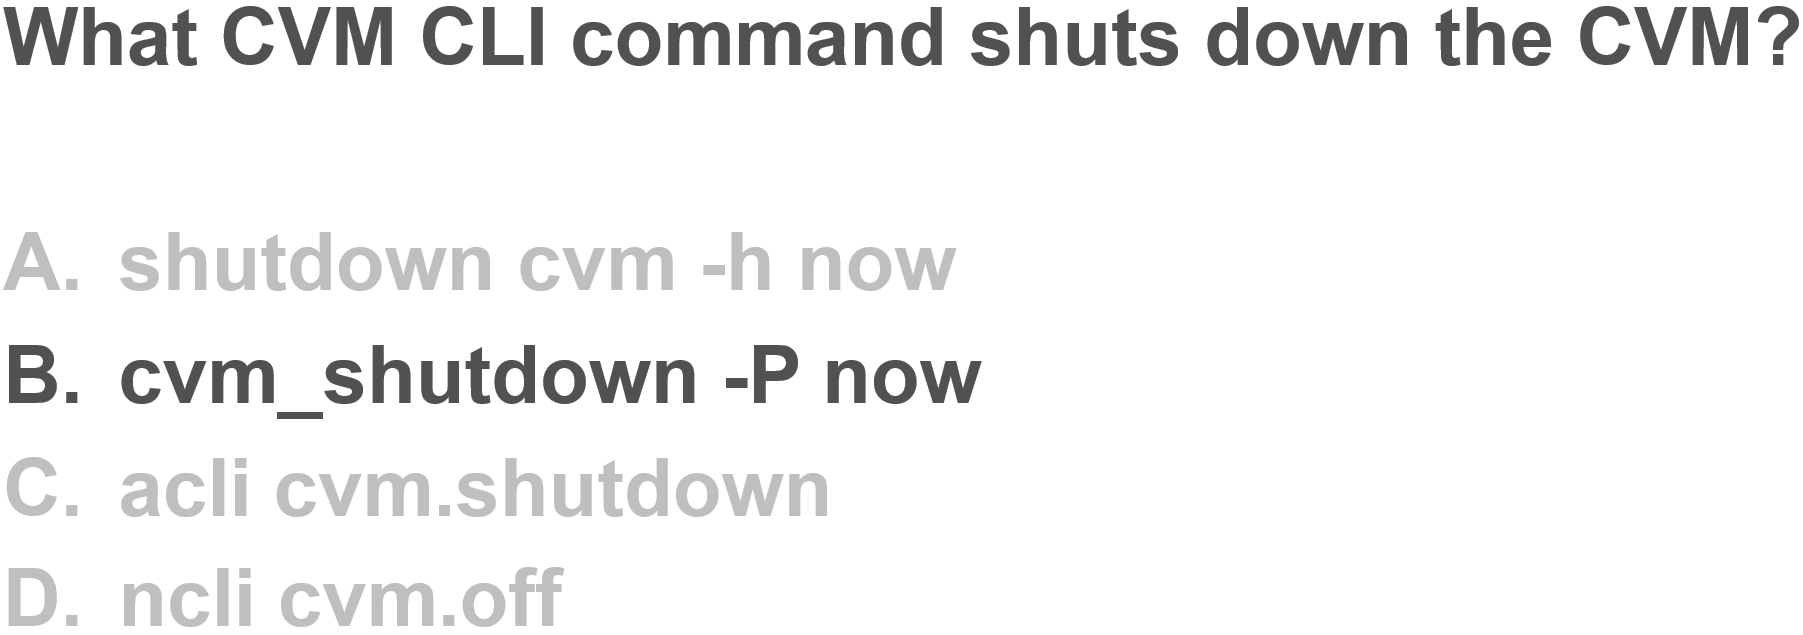 What CVM CLI command shuts down the CVM?
A. shutdown cvm -h now
B. cvm_shutdown -P now
C. acli cvm.shutdown
D. ncli cvm.off